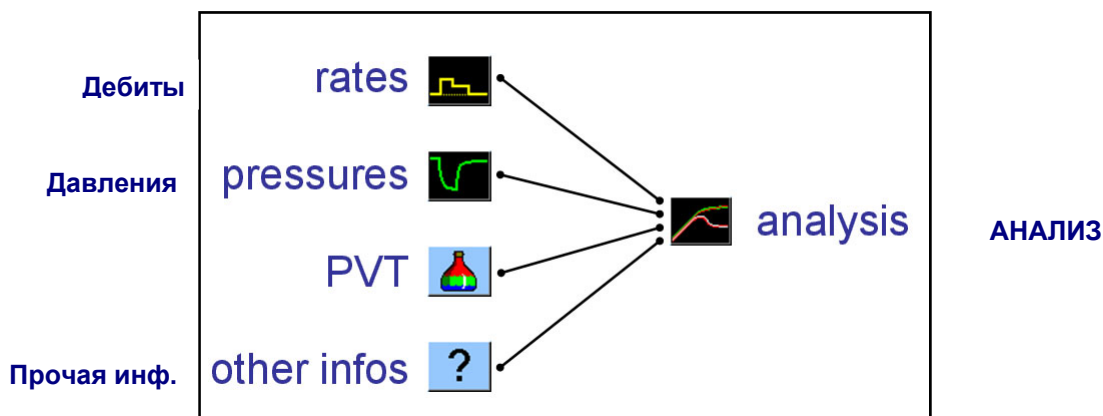 Дебиты
rates
Давления
pressures
PVT
Прочая инф.
other infos
?
analysis
АНАЛИЗ